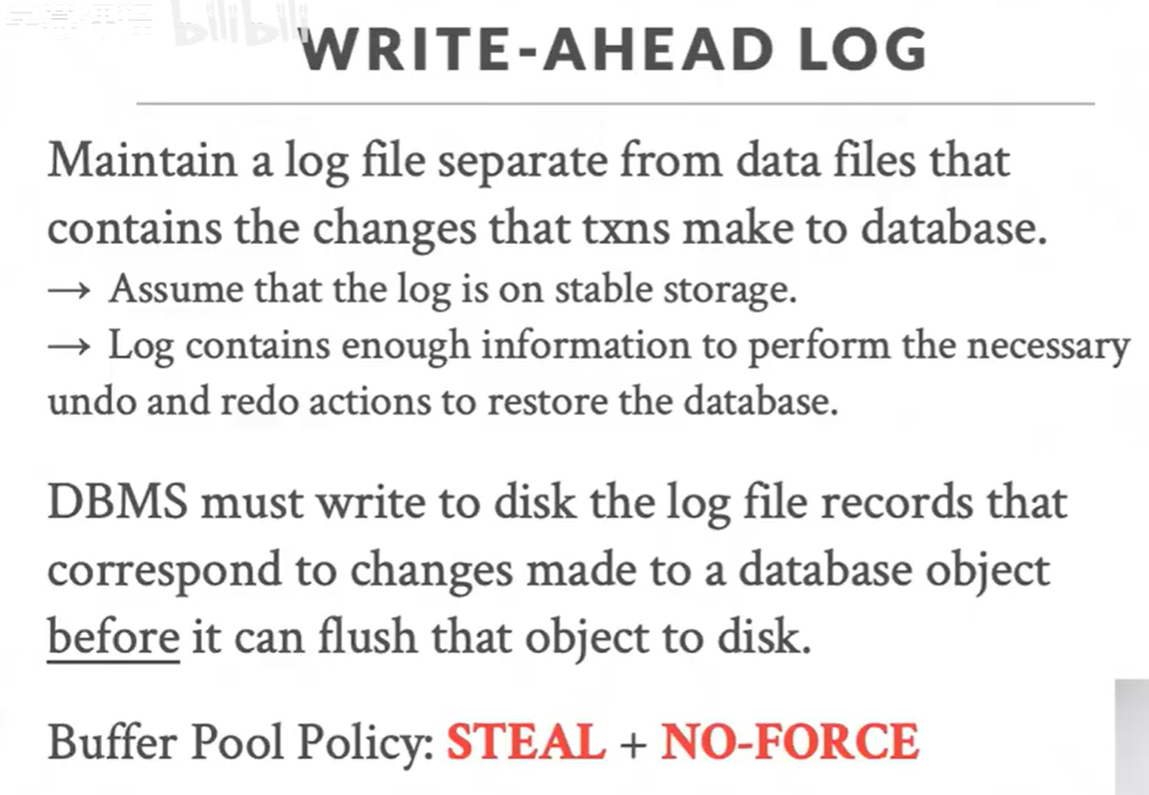 bilibili
WRITE-AHEAD LOG
Maintain a log file separate from data files that
contains the changes that txns make to database.
→ Assume that the log is on stable storage.
→ Log contains enough information to perform the necessary
undo and redo actions to restore the database.
DBMS must write to disk the log file records that
correspond to changes made to a database object
before it can flush that object to disk.
Buffer Pool Policy: STEAL + NO-FORCE